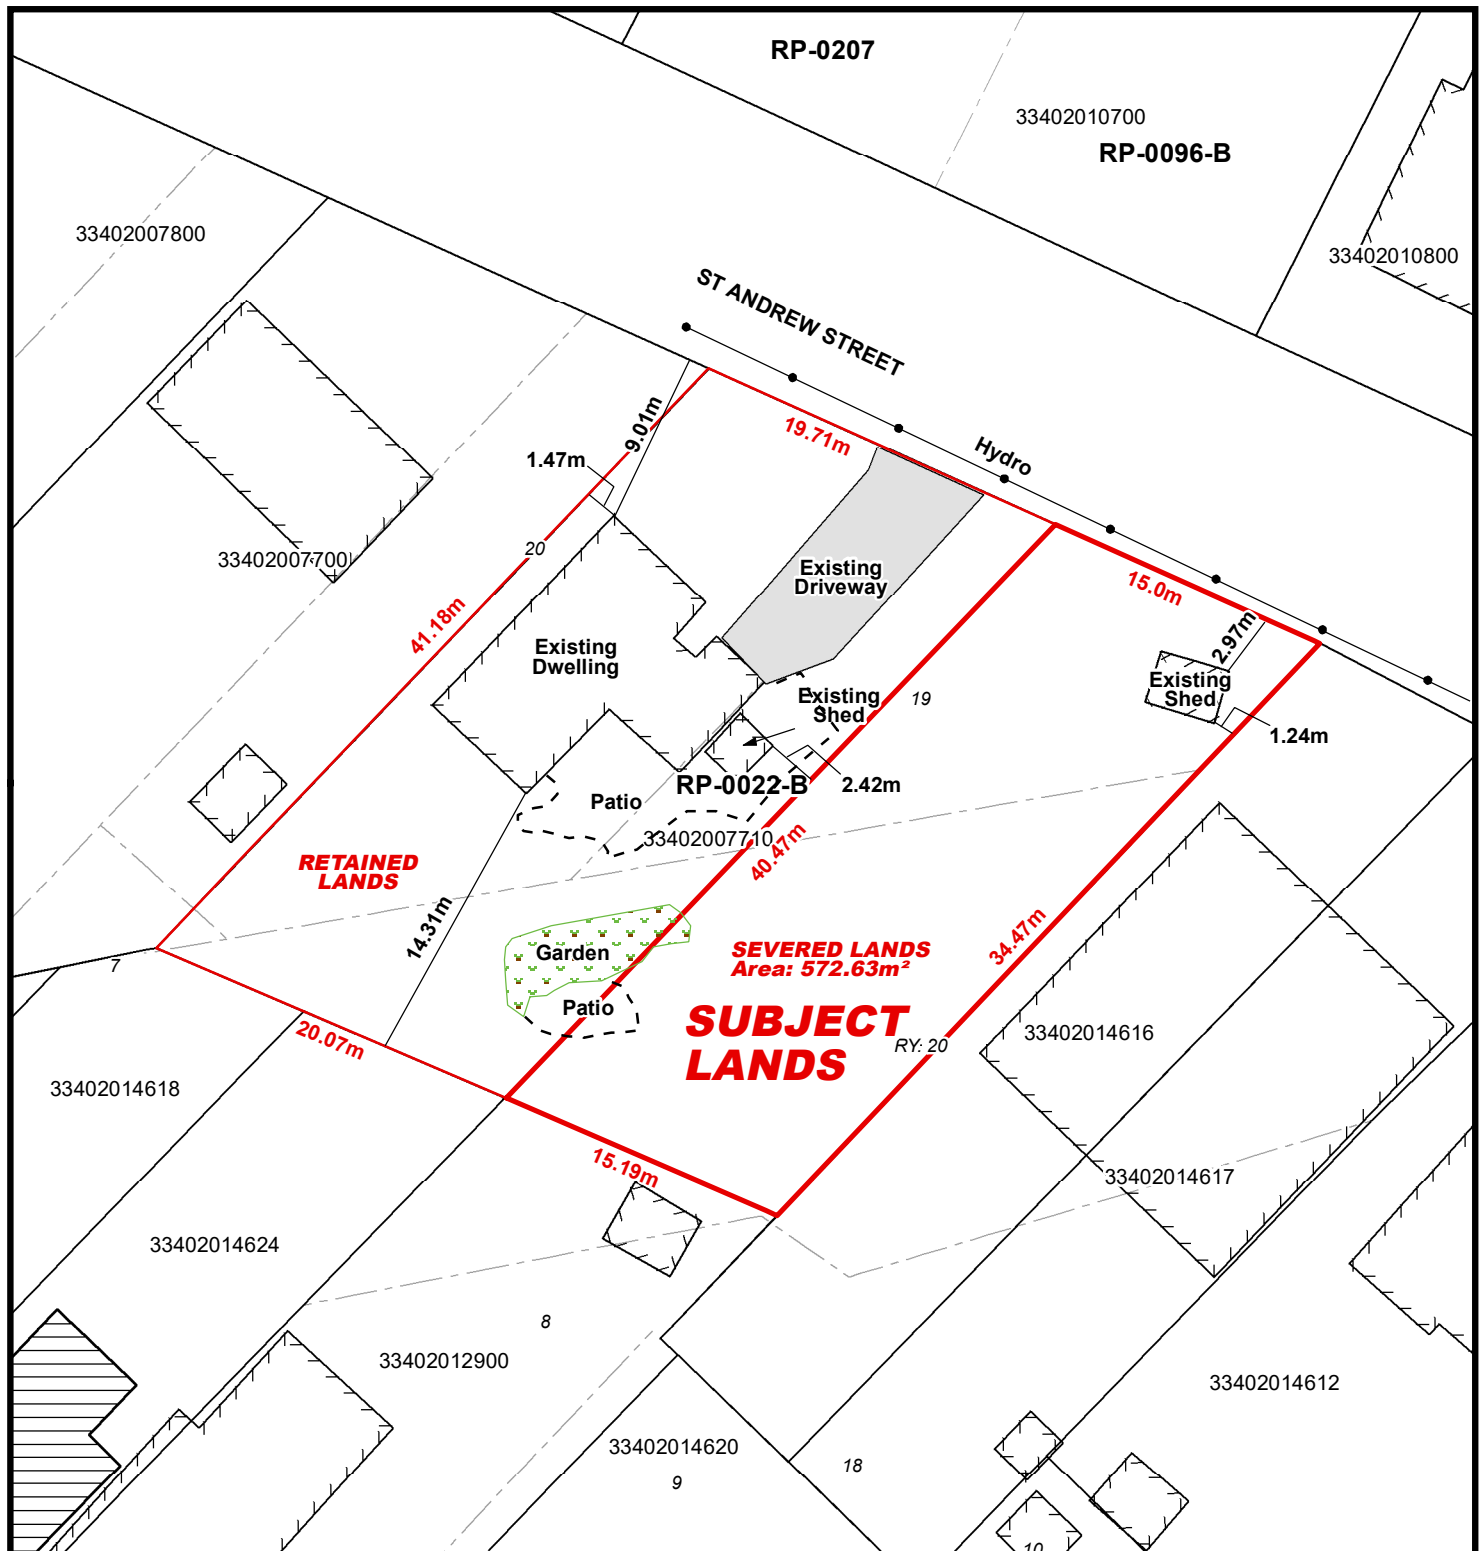 RP-0207
33402010700
RP-0096-B
33402007800
33402010800
ST ANDREW STREET
9.01m
19.71m
Hydro
1.47m
20
33402007700
Existing
Driveway
15.0m
41.18m
2.97m
Existing
Dwelling
Existing
Shed
Existing
Shed
19
1.24m
RP-0022-B
2.42m
Patio
33402007710
40.47m
RETAINED
LANDS
14.31m
34.47m
Garden
SEVERED LANDS
Area: 572.63m²
7
Patio
SUBJECT
LANDS
RY: 20
33402014616
20.07m
33402014618
15.19m
33402014617
33402014624
8
33402012900
33402014612
33402014620
18
9
10